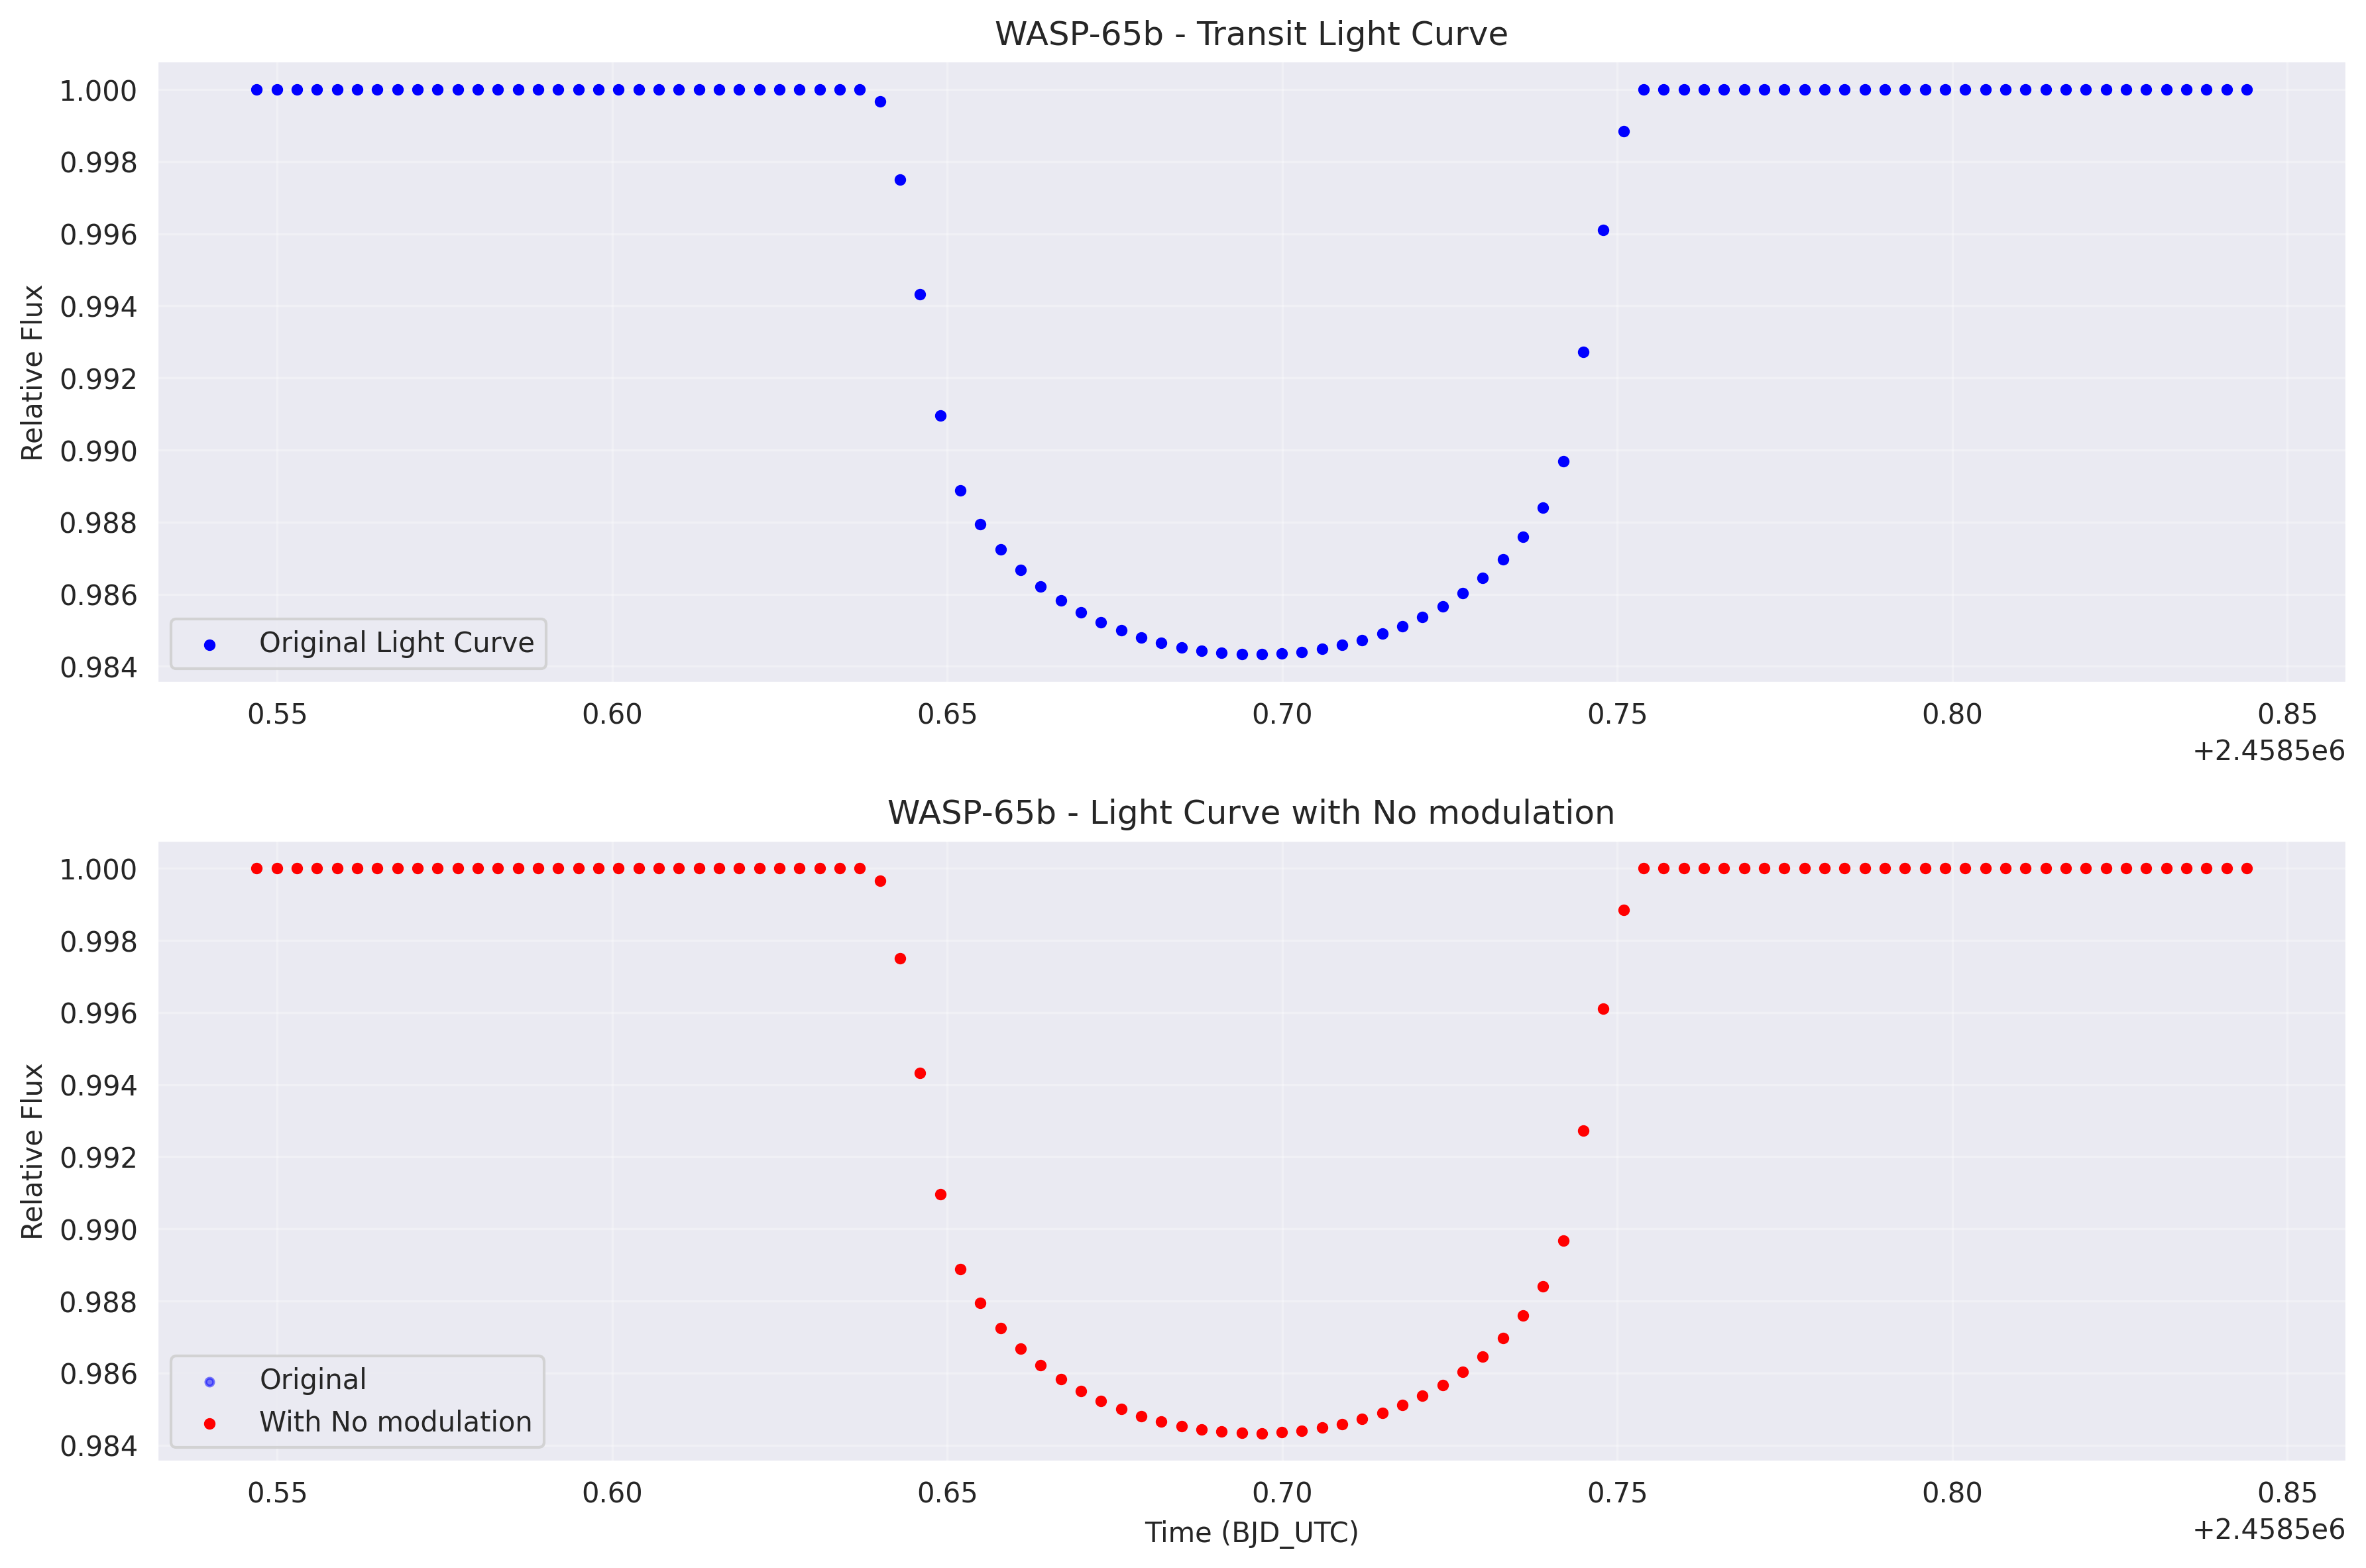 WASP-65b - Transit Light Curve
1.000
0.998
0.996
0.994
0.992
0.990
0.988
0.986
0.984
Relative Flux
Original Light Curve
0.55 0.60 0.65 0.70 0.75 0.80 0.85
+2.4585e6
WASP-65b - Light Curve with No modulation
1.000
0.998
0.996
0.994
0.992
0.990
0.988
0.986
0.984
Relative Flux
Original
With No modulation
0.55 0.60 0.65 0.70 0.75 0.80 0.85
+2.4585e6
Time (BJD_UTC)